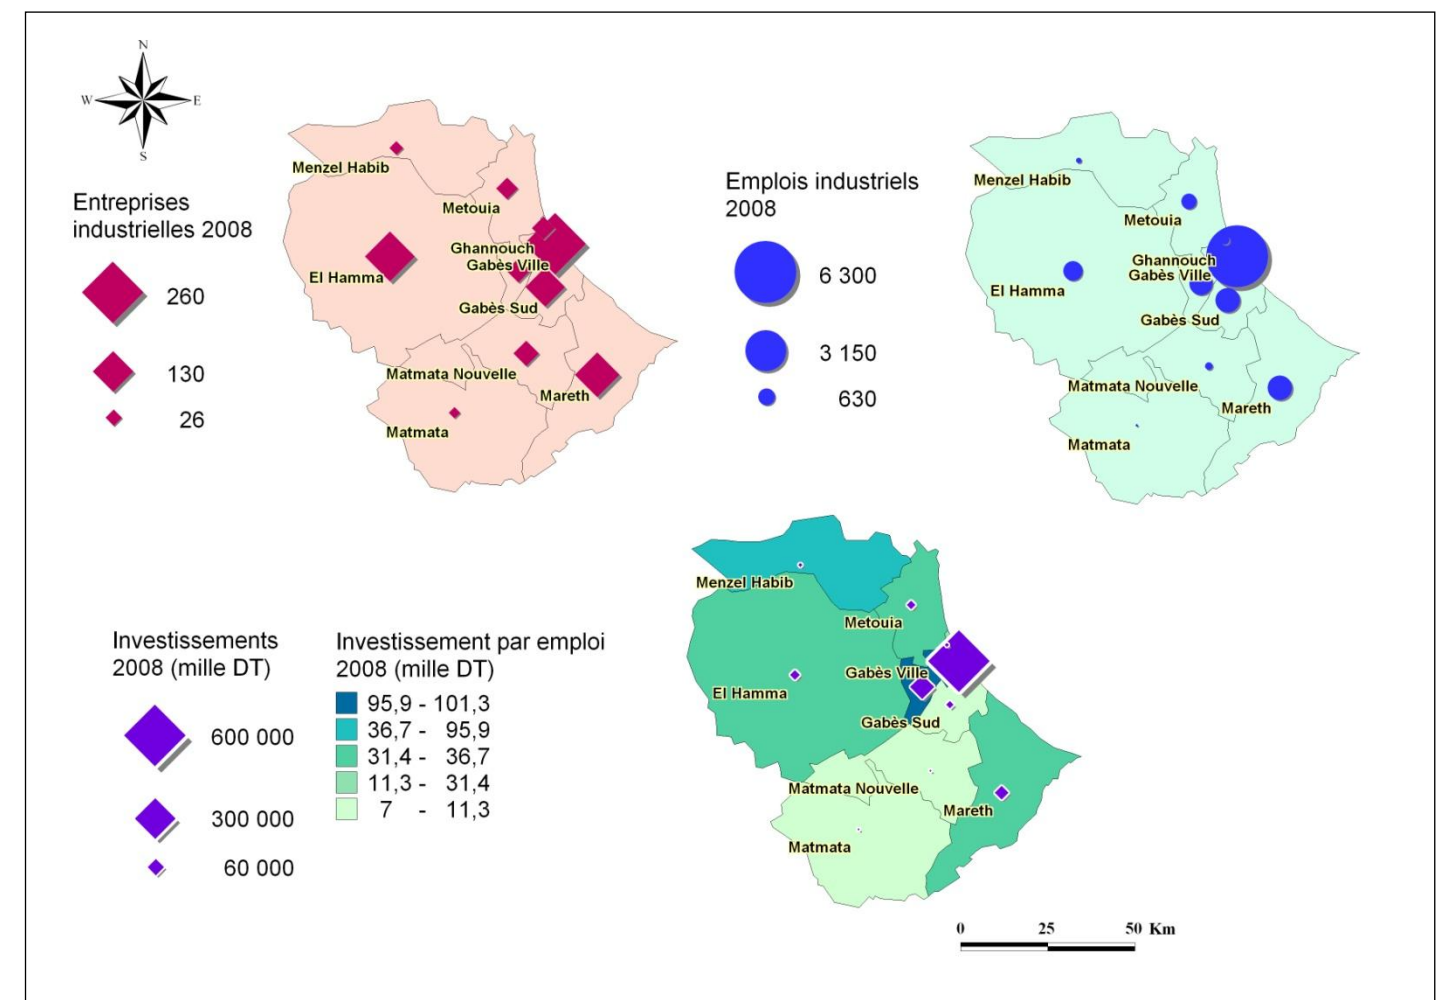 N
W
E
S
Entreprises
industrielles 2008
260
130
26
Menzel Habib
Metouia
Ghannouch
Gabès Ville
El Hamma
Gabès Sud
Matmata Nouvelle
Mareth
Matmata
Emplois industriels
2008
6 300
3 150
630
Menzel Habib
Metouia
Ghannouch
Gabès Ville
El Hamma
Gabès Sud
Matmata Nouvelle
Mareth
Matmata
Investissements
2008 (mille DT)
600 000
300 000
60 000
Investissement par emploi
2008 (mille DT)
95,9 - 101,3
36,7 - 95,9
31,4 - 36,7
11,3 - 31,4
7 - 11,3
Menzel Habib
Metouia
Gabès Ville
El Hamma
Gabès Sud
Matmata Nouvelle
Mareth
Matmata
0 25 50 Km